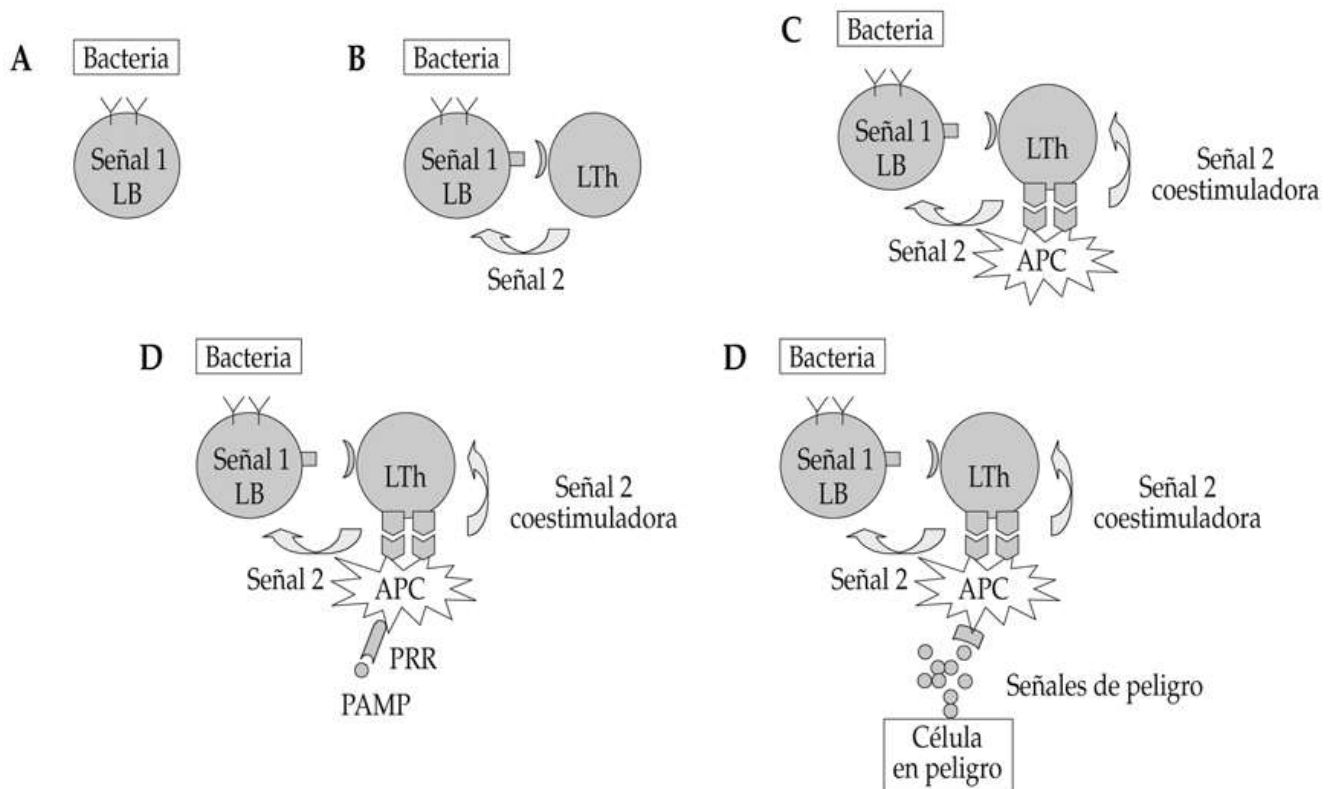 A
Bacteria
Señal 1
LB
B
Bacteria
Señal 1
LB
LTh
Señal 2
C
Bacteria
Señal 1
LB
LTh
Señal 2
coestimuladora
Señal 2
APC
D
Bacteria
Señal 1
LB
LTh
Señal 2
coestimuladora
Señal 2
APC
PRR
PAMP
D
Bacteria
Señal 1
LB
LTh
Señal 2
coestimuladora
Señal 2
APC
Señales de peligro
Célula
en peligro